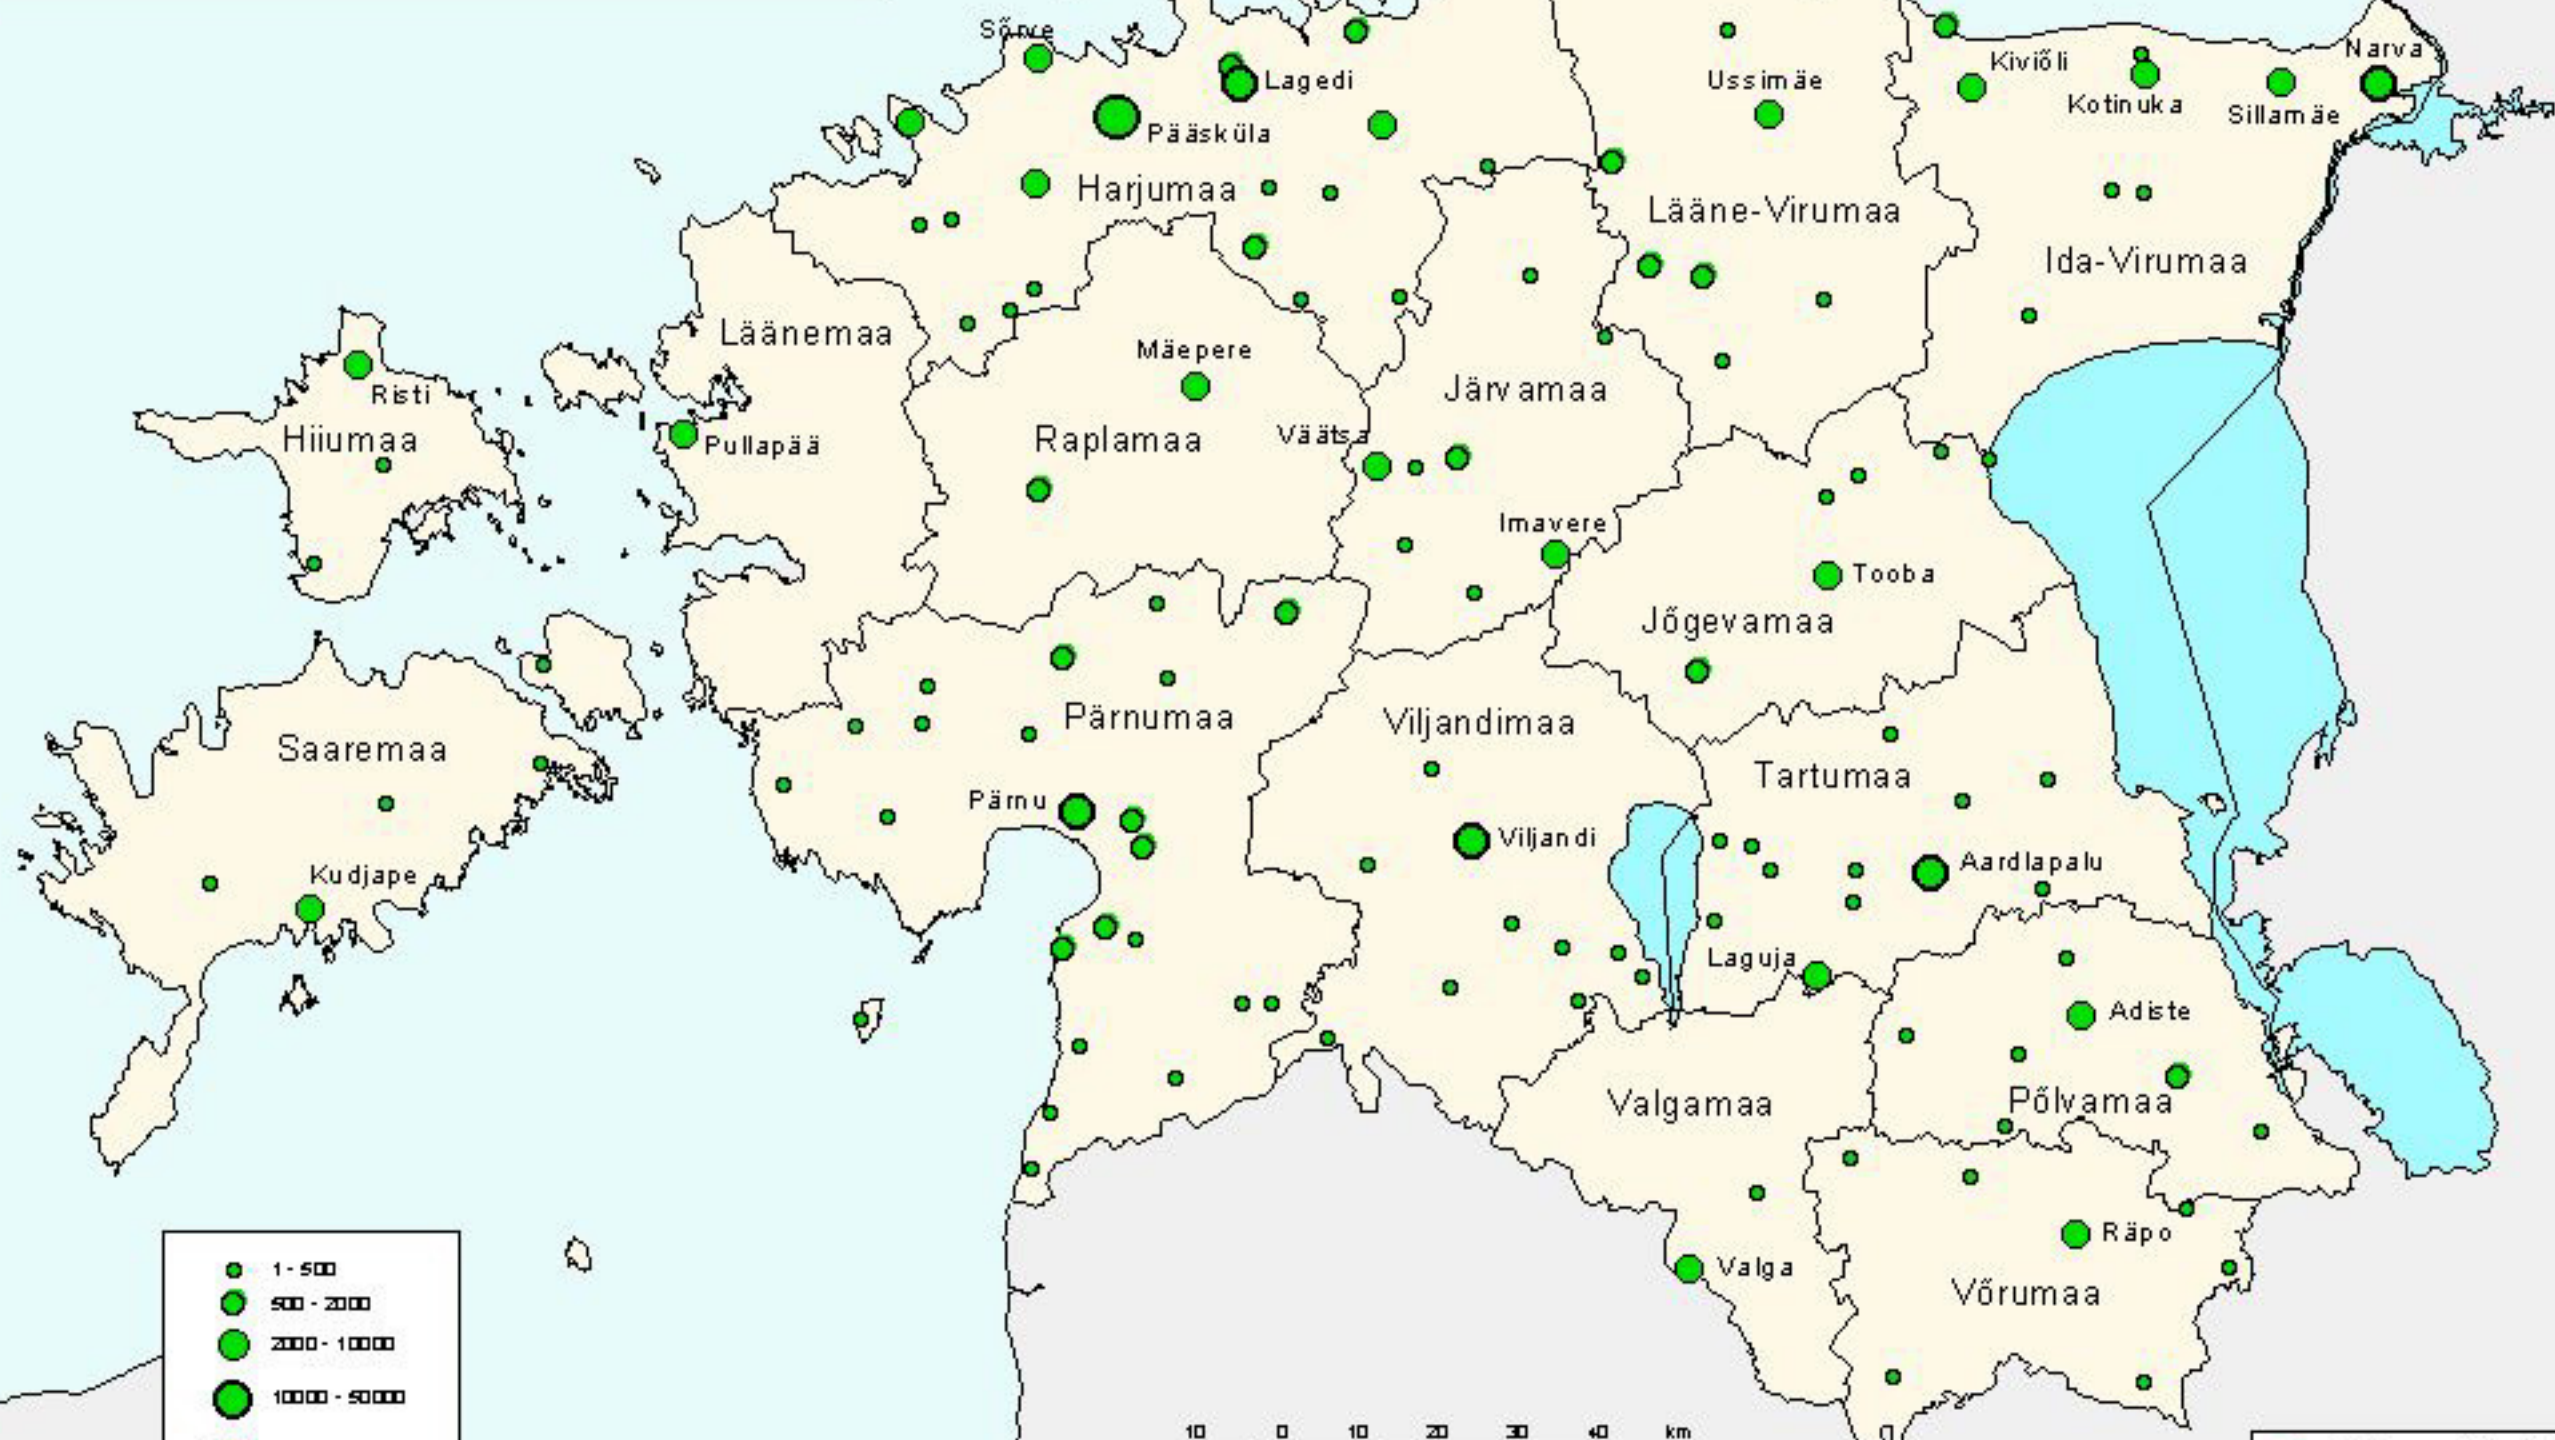 Sõrve
Narva
Kiviõli
Lagedi
Ussimäe
Kotinuka
Sillamäe
Pääsküla
Harjumaa
Lääne-Virumaa
Ida-Virumaa
Läänemaa
Mäepere
Järvamaa
Risti
Hiiumaa
Pullapää
Raplamaa
Väätsa
Imavere
Tooba
Jõgevamaa
Pärnumaa
Viljandimaa
Saaremaa
Tartumaa
Pärnu
Viljandi
Aardlapalu
Kudjape
Laguja
Adiste
Valgamaa
Põlvamaa
Räpo
Valga
Võrumaa
1 - 500
500 - 2000
2000 - 10000
10000 - 50000
10 0 10 20 30 40 km